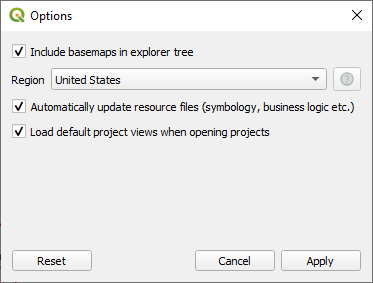 Options
Include basemaps in explorer tree
Region United States
Automatically update resource files (symbology, business logic etc.)
Load default project views when opening projects
Reset Cancel Apply